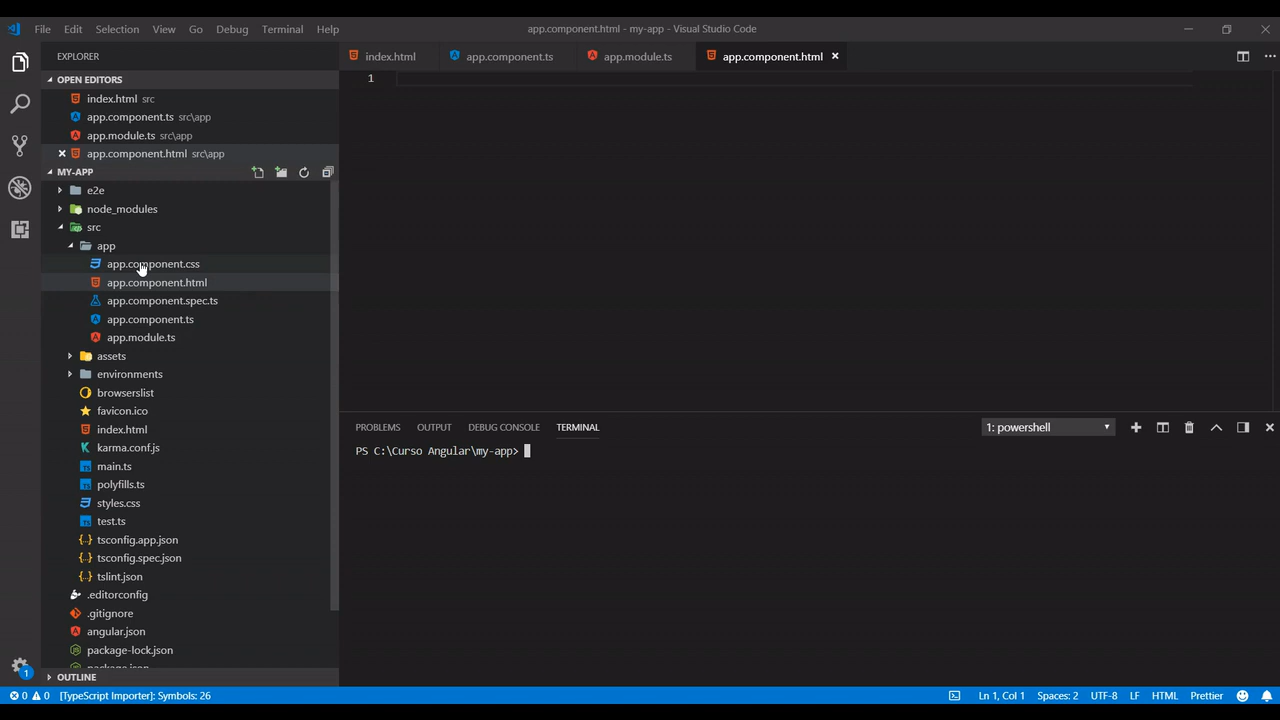 File Edit Selection View Go Debug Terminal Help
app.component.html - my-app - Visual Studio Code
EXPLORER
OPEN EDITORS
index.html src
app.component.ts src\app
app.module.ts src\app
app.component.html src\app
MY-APP
e2e
node_modules
src
app
app.component.css
app.component.html
app.component.spec.ts
app.component.ts
app.module.ts
assets
environments
browserslist
favicon.ico
index.html
karma.conf.js
main.ts
polyfills.ts
styles.css
test.ts
tsconfig.app.json
tsconfig.spec.json
tslint.json
.editorconfig
.gitignore
angular.json
package-lock.json
package.json
OUTLINE
index.html app.component.ts app.module.ts app.component.html
1
PROBLEMS OUTPUT DEBUG CONSOLE TERMINAL
1: powershell
PS C:\Curso Angular\my-app>
1
0 0 [TypeScript Importer]: Symbols: 26
Ln 1, Col 1 Spaces: 2 UTF-8 LF HTML Prettier